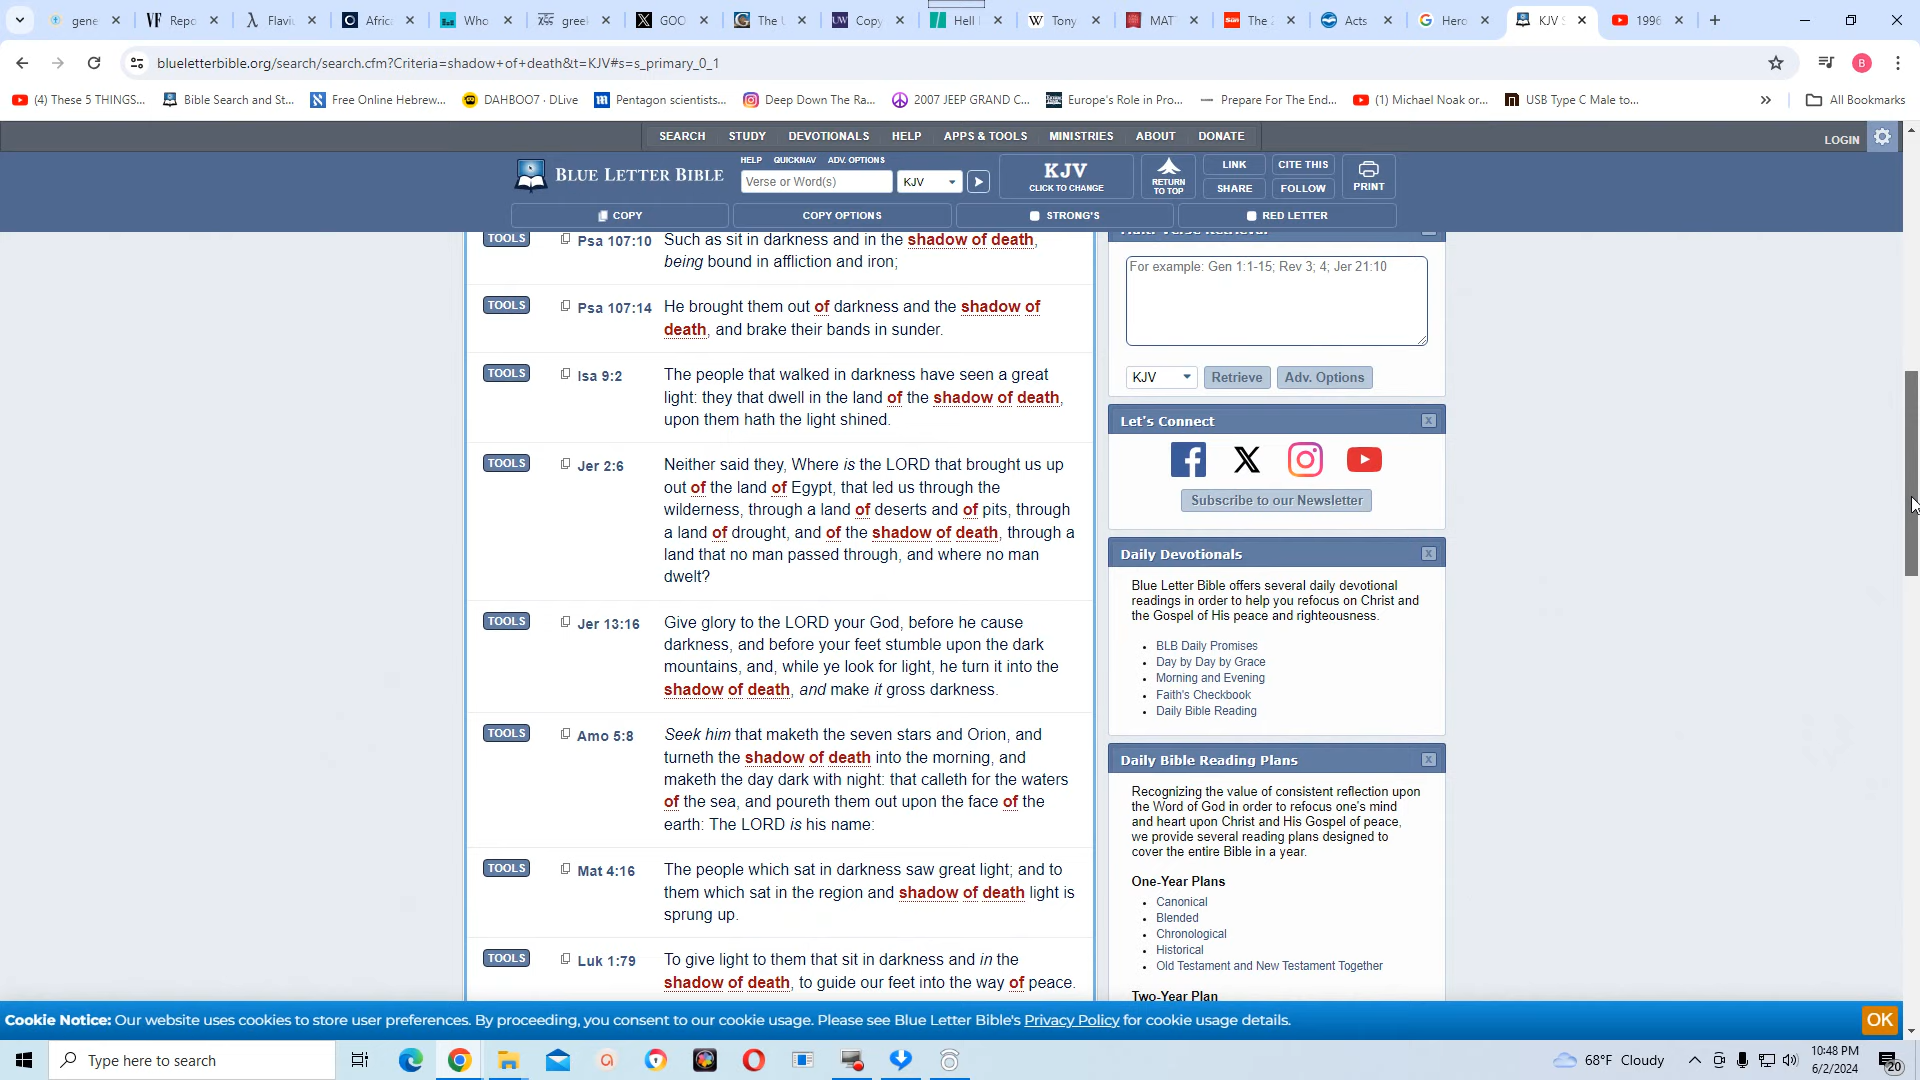 gene
Repo
Flaviu
Africa
Who
greek
GOO
The U
Copy
Hell
Tony
MAT
The J
Acts
Hero
KJV S
1996
blueletterbible.org/search/search.cfm?Criteria=shadow+of+death&t=KJV#s=s_primary_0_1
B
(4) These 5 THINGS...
Bible Search and St...
Free Online Hebrew...
DAHBOO7 · DLive
Pentagon scientists...
Deep Down The Ra...
2007 JEEP GRAND C...
Europe's Role in Pro...
Prepare For The End...
(1) Michael Noak or...
USB Type C Male to...
All Bookmarks
SEARCH STUDY DEVOTIONALS HELP APPS & TOOLS MINISTRIES ABOUT DONATE
LOGIN
BLUE LETTER BIBLE
HELP QUICKNAV ADV. OPTIONS
Verse or Word(s)
KJV
KJV
CLICK TO CHANGE
RETURN
TO TOP
LINK
CITE THIS
SHARE
FOLLOW
PRINT
COPY
COPY OPTIONS
STRONG'S
RED LETTER
TOOLS
Psa 107:10
Such as sit in darkness and in the shadow of death,
being bound in affliction and iron;
TOOLS
Psa 107:14
He brought them out of darkness and the shadow of
death, and brake their bands in sunder.
TOOLS
Isa 9:2
The people that walked in darkness have seen a great
light: they that dwell in the land of the shadow of death,
upon them hath the light shined.
TOOLS
Jer 2:6
Neither said they, Where is the LORD that brought us up
out of the land of Egypt, that led us through the
wilderness, through a land of deserts and of pits, through
a land of drought, and of the shadow of death, through a
land that no man passed through, and where no man
dwelt?
TOOLS
Jer 13:16
Give glory to the LORD your God, before he cause
darkness, and before your feet stumble upon the dark
mountains, and, while ye look for light, he turn it into the
shadow of death, and make it gross darkness.
TOOLS
Amo 5:8
Seek him that maketh the seven stars and Orion, and
turneth the shadow of death into the morning, and
maketh the day dark with night: that calleth for the waters
of the sea, and poureth them out upon the face of the
earth: The LORD is his name:
TOOLS
Mat 4:16
The people which sat in darkness saw great light; and to
them which sat in the region and shadow of death light is
sprung up.
TOOLS
Luk 1:79
To give light to them that sit in darkness and in the
shadow of death, to guide our feet into the way of peace.
For example: Gen 1:1-15; Rev 3; 4; Jer 21:10
KJV
Retrieve
Adv. Options
Let's Connect
Subscribe to our Newsletter
Daily Devotionals
Blue Letter Bible offers several daily devotional
readings in order to help you refocus on Christ and
the Gospel of His peace and righteousness.
BLB Daily Promises
Day by Day by Grace
Morning and Evening
Faith's Checkbook
Daily Bible Reading
Daily Bible Reading Plans
Recognizing the value of consistent reflection upon
the Word of God in order to refocus one's mind
and heart upon Christ and His Gospel of peace,
we provide several reading plans designed to
cover the entire Bible in a year.
One-Year Plans
Canonical
Blended
Chronological
Historical
Old Testament and New Testament Together
Two-Year Plan
Cookie Notice: Our website uses cookies to store user preferences. By proceeding, you consent to our cookie usage. Please see Blue Letter Bible's Privacy Policy for cookie usage details.
OK
Type here to search
68°F Cloudy
10:48 PM
6/2/2024
20